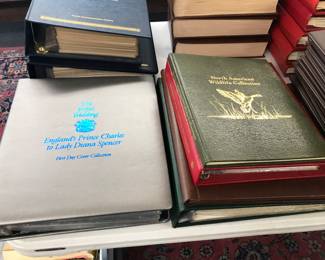 The
Royal
Wedding
England's Prince Charles
to Lady Diana Spencer
First Day Cover Collection
North American
Wildlife Collection